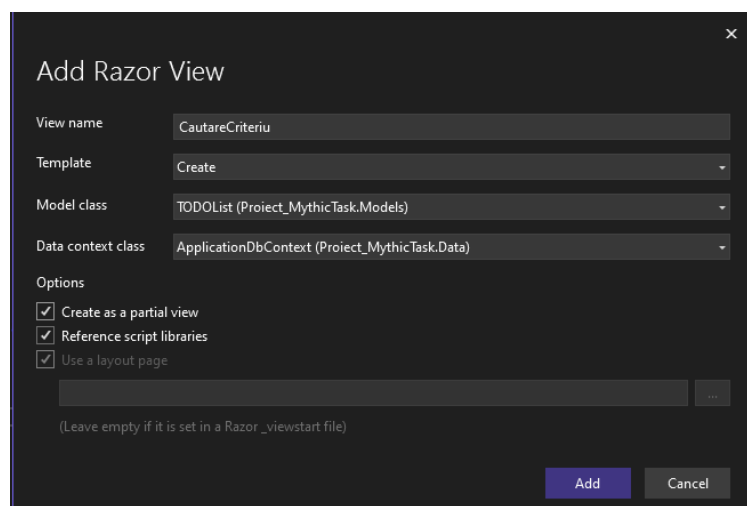 ×
Add Razor View
View name CautareCriteriu
Template Create
Model class TODOList (Proiect_MythicTask.Models)
Data context class ApplicationDbContext (Proiect_MythicTask.Data)
Options
Create as a partial view
Reference script libraries
Use a layout page
...
(Leave empty if it is set in a Razor _viewstart file)
Add Cancel